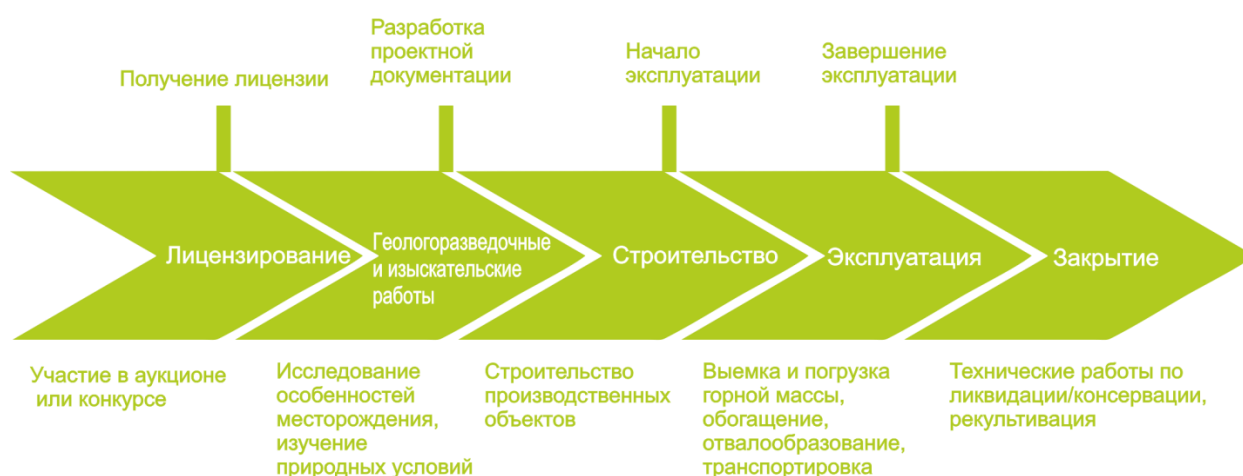 Получение лицензии
Разработка
проектной
документации
Начало
эксплуатации
Завершение
эксплуатации
Лицензирование
Геологоразведочные
и изыскательские
работы
Строительство
Эксплуатация
Закрытие
Участие в аукционе
или конкурсе
Исследование
особенностей
месторождения,
изучение
природных условий
Строительство
производственных
объектов
Выемка и погрузка
горной массы,
обогащение,
отвалообразование,
транспортировка
Технические работы по
ликвидации/консервации,
рекультивация